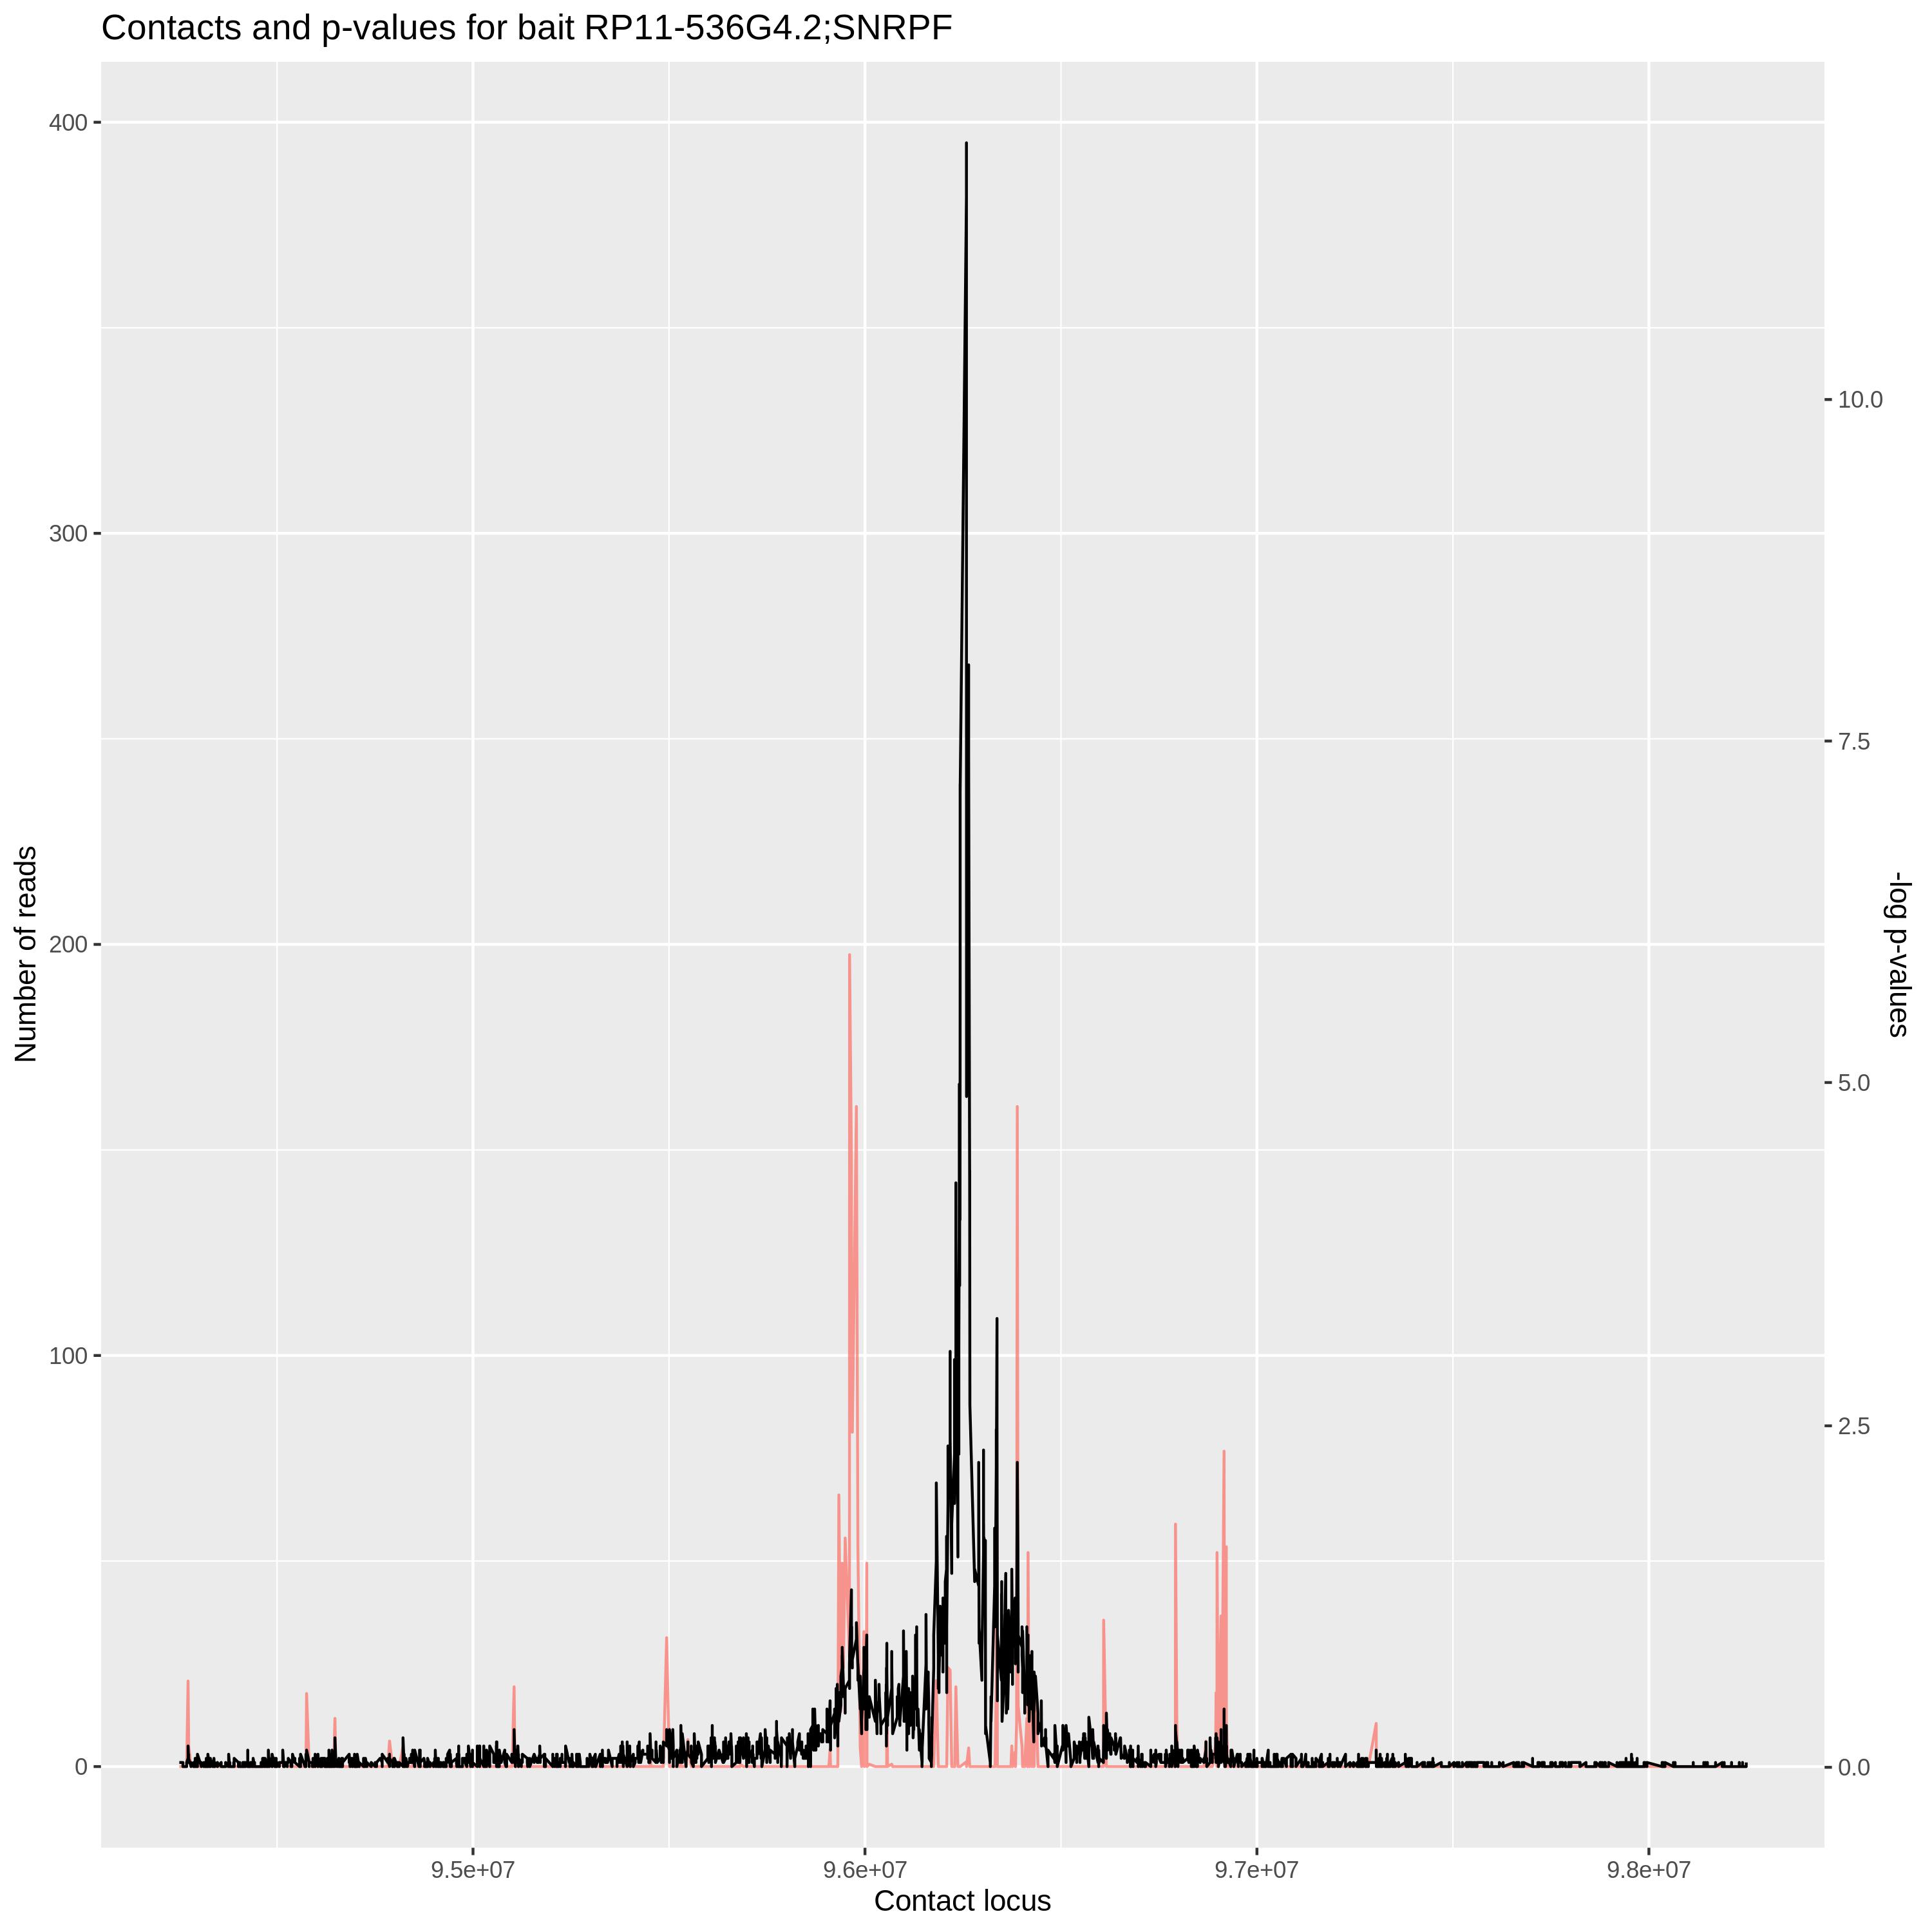 Contacts and p-values for bait RP11-536G4.2;SNRPF
400
300
200
100
0
Number of reads
10.0
7.5
5.0
2.5
0.0
-log p-values
9.5e+07
9.6e+07
9.7e+07
9.8e+07
Contact locus